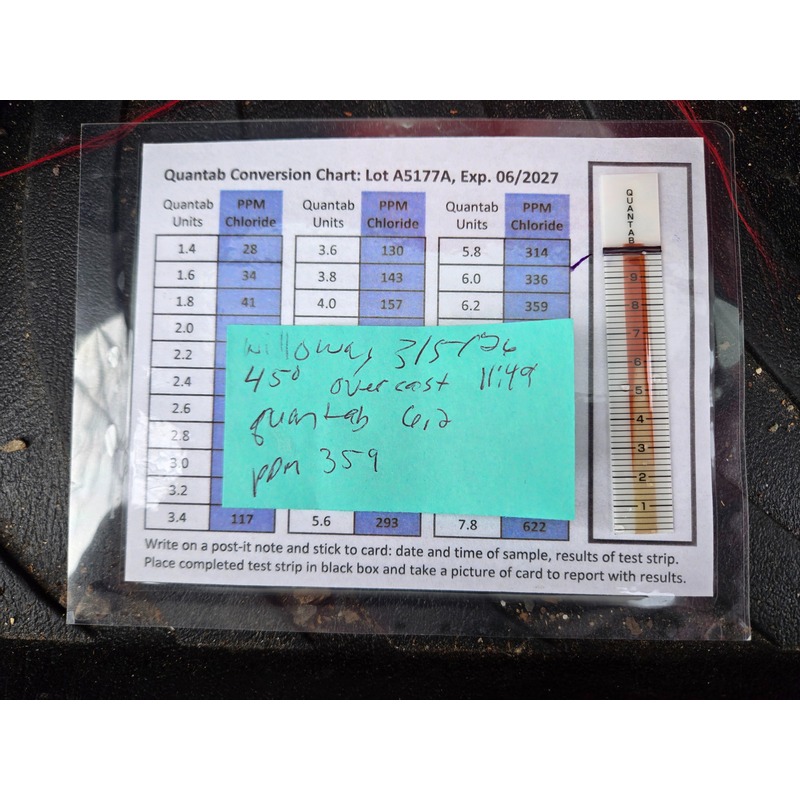 Quantab Conversion Chart: Lot A5177A, Exp. 06/2027
Quantab Units PPM Chloride Quantab Units PPM Chloride Quantab Units PPM Chloride
1.4 28 3.6 130 5.8 314
1.6 34 3.8 143 6.0 336
1.8 41 4.0 157 6.2 359
2.0
2.2
2.4
2.6
2.8
3.0
3.2
3.4 117 5.6 293 7.8 622
willoway 3/5/26
45° overcast 11:49
quantab 6,2
ppm 359
Write on a post-it note and stick to card: date and time of sample, results of test strip.
Place completed test strip in black box and take a picture of card to report with results.
QUANTAB
9
8
7
6
5
4
3
2
1